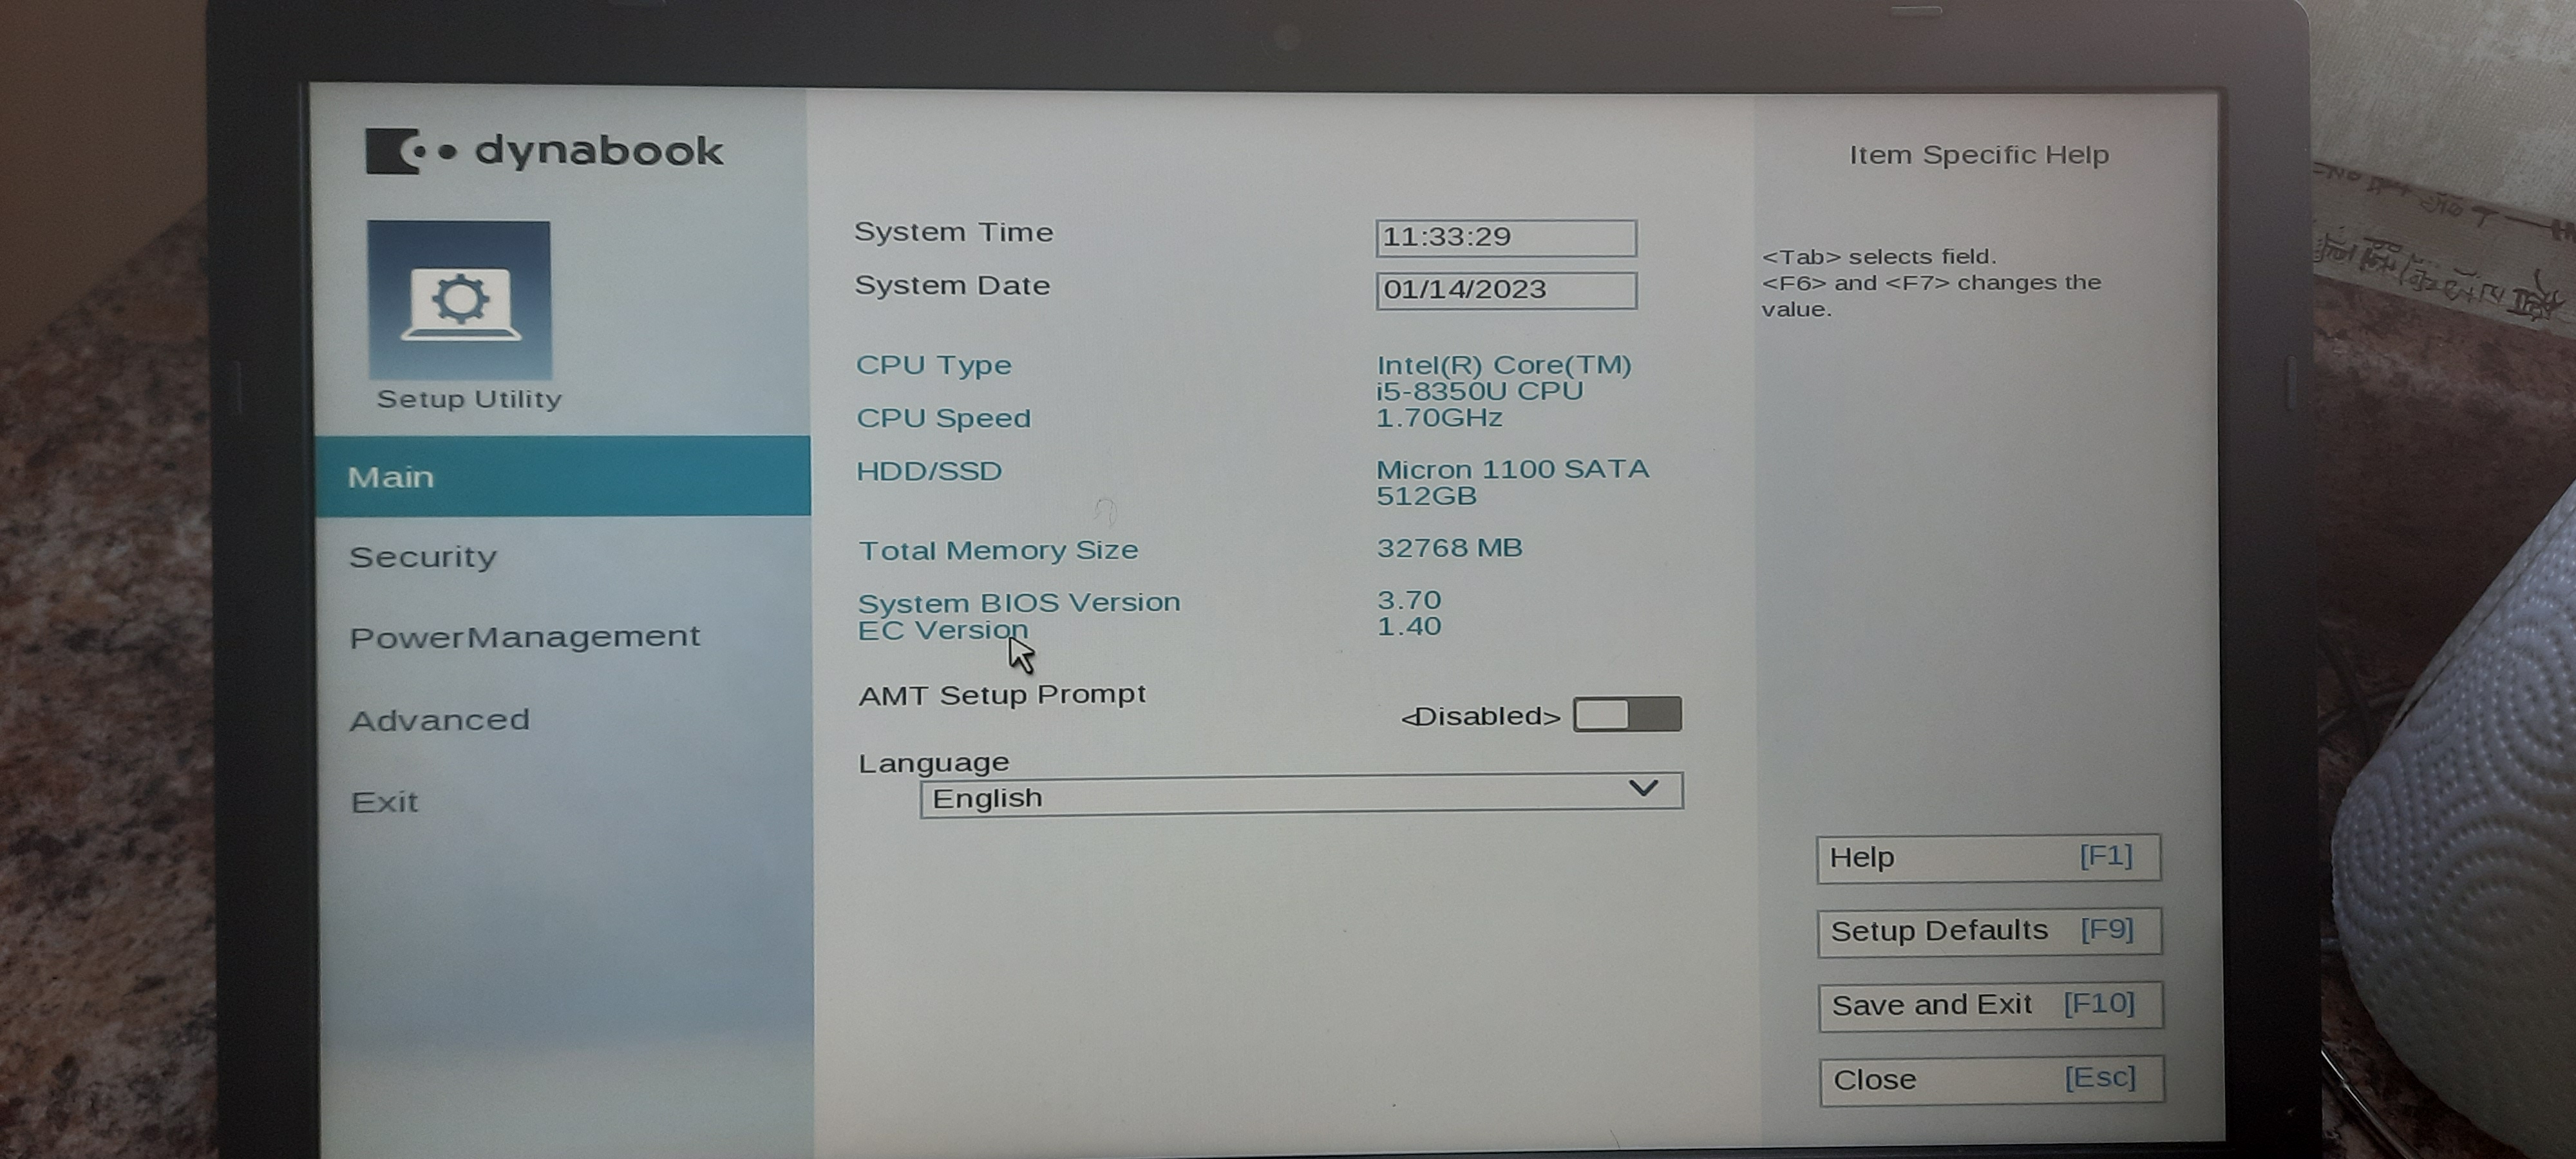 dynabook
Setup Utility
Main
Security
PowerManagement
Advanced
Exit
System Time 11:33:29
System Date 01/14/2023
CPU Type Intel(R) Core(TM)
i5-8350U CPU
CPU Speed 1.70GHz
HDD/SSD Micron 1100 SATA
512GB
Total Memory Size 32768 MB
System BIOS Version 3.70
EC Version 1.40
AMT Setup Prompt
<Disabled>
Language
English
Item Specific Help
<Tab> selects field.
<F6> and <F7> changes the
value.
Help [F1]
Setup Defaults [F9]
Save and Exit [F10]
Close [Esc]